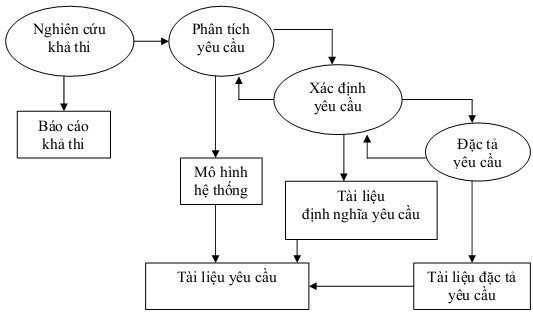 Nghiên cứu
khả thi
Phân tích
yêu cầu
Xác định
yêu cầu
Báo cáo
khả thi
Đặc tả
yêu cầu
Mô hình
hệ thống
Tài liệu
định nghĩa yêu cầu
Tài liệu yêu cầu
Tài liệu đặc tả
yêu cầu